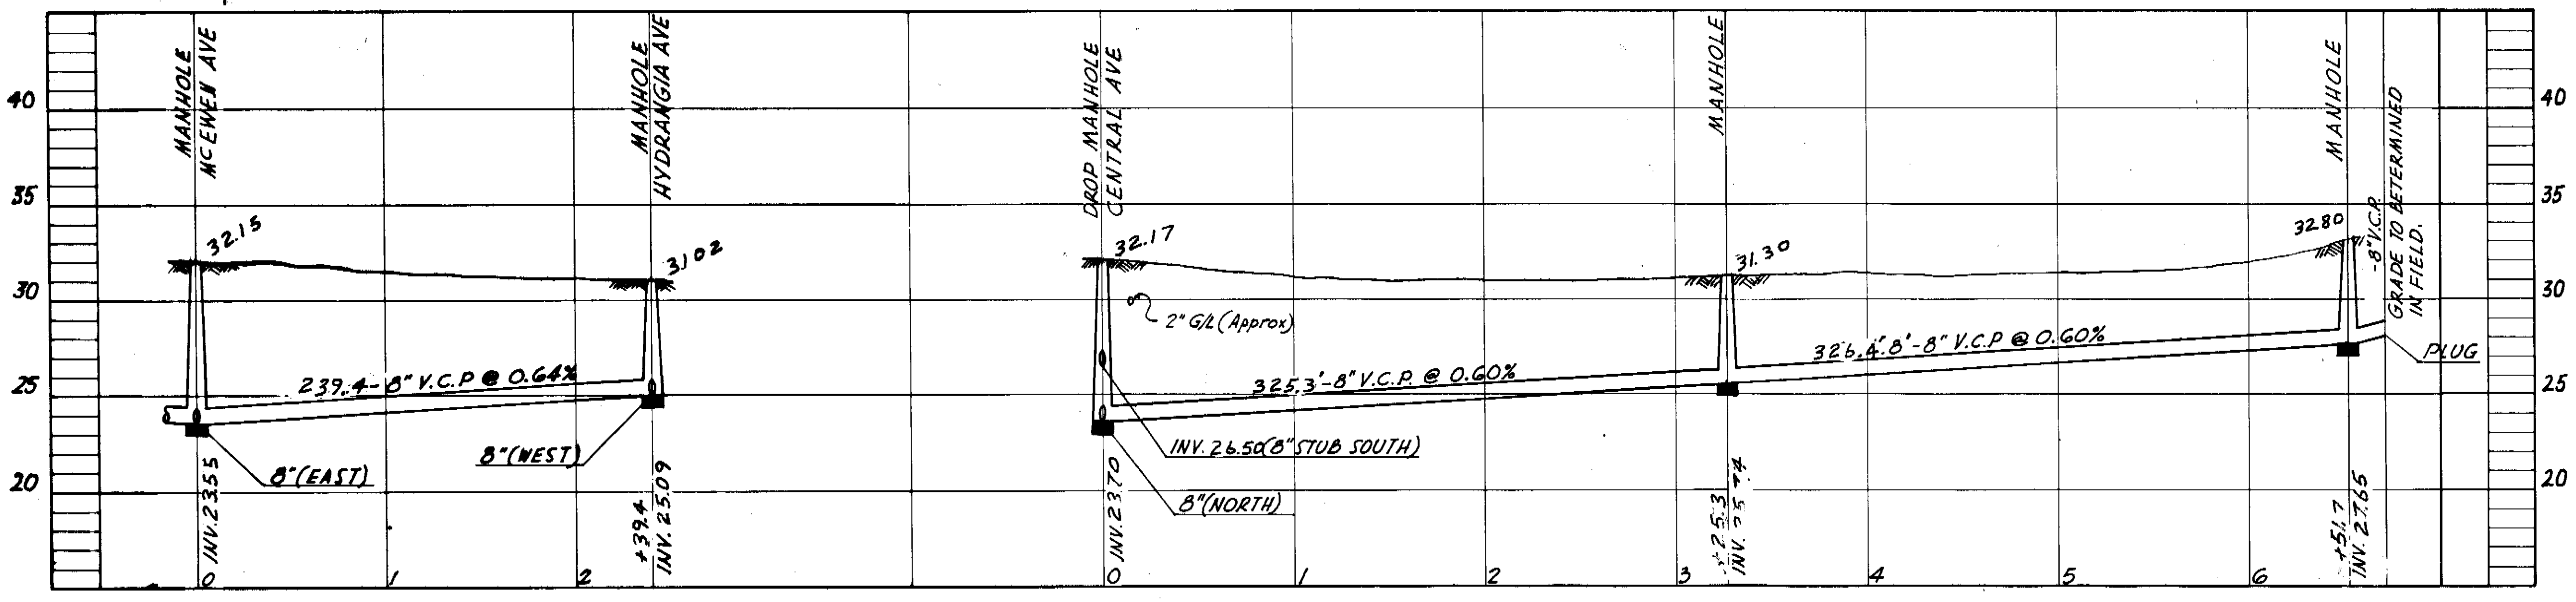 MANHOLE
MCEWEN AVE
MANHOLE
HYDRANGIA AVE
DROP MANHOLE
CENTRAL AVE
MANHOLE
MANHOLE
-8" V.C.P.
GRADE TO BETERMINED
IN FIELD.
40
35
30
25
20
40
35
30
25
20
32.15
31.02
32.17
31.30
32.80
2" G/L (Approx)
239.4-8" V.C.P @ 0.64%
325.3'-8" V.C.P. @ 0.60%
326.4'.8'-8" V.C.P @ 0.60%
PLUG
8" (EAST)
8" (WEST)
INV. 26.50 (8" STUB SOUTH)
8" (NORTH)
INV. 23.55
+39.4
INV. 25.09
INV. 23.70
+25.3
INV. 25.74
+51.7
INV. 27.65
0
1
2
0
1
2
3
4
5
6